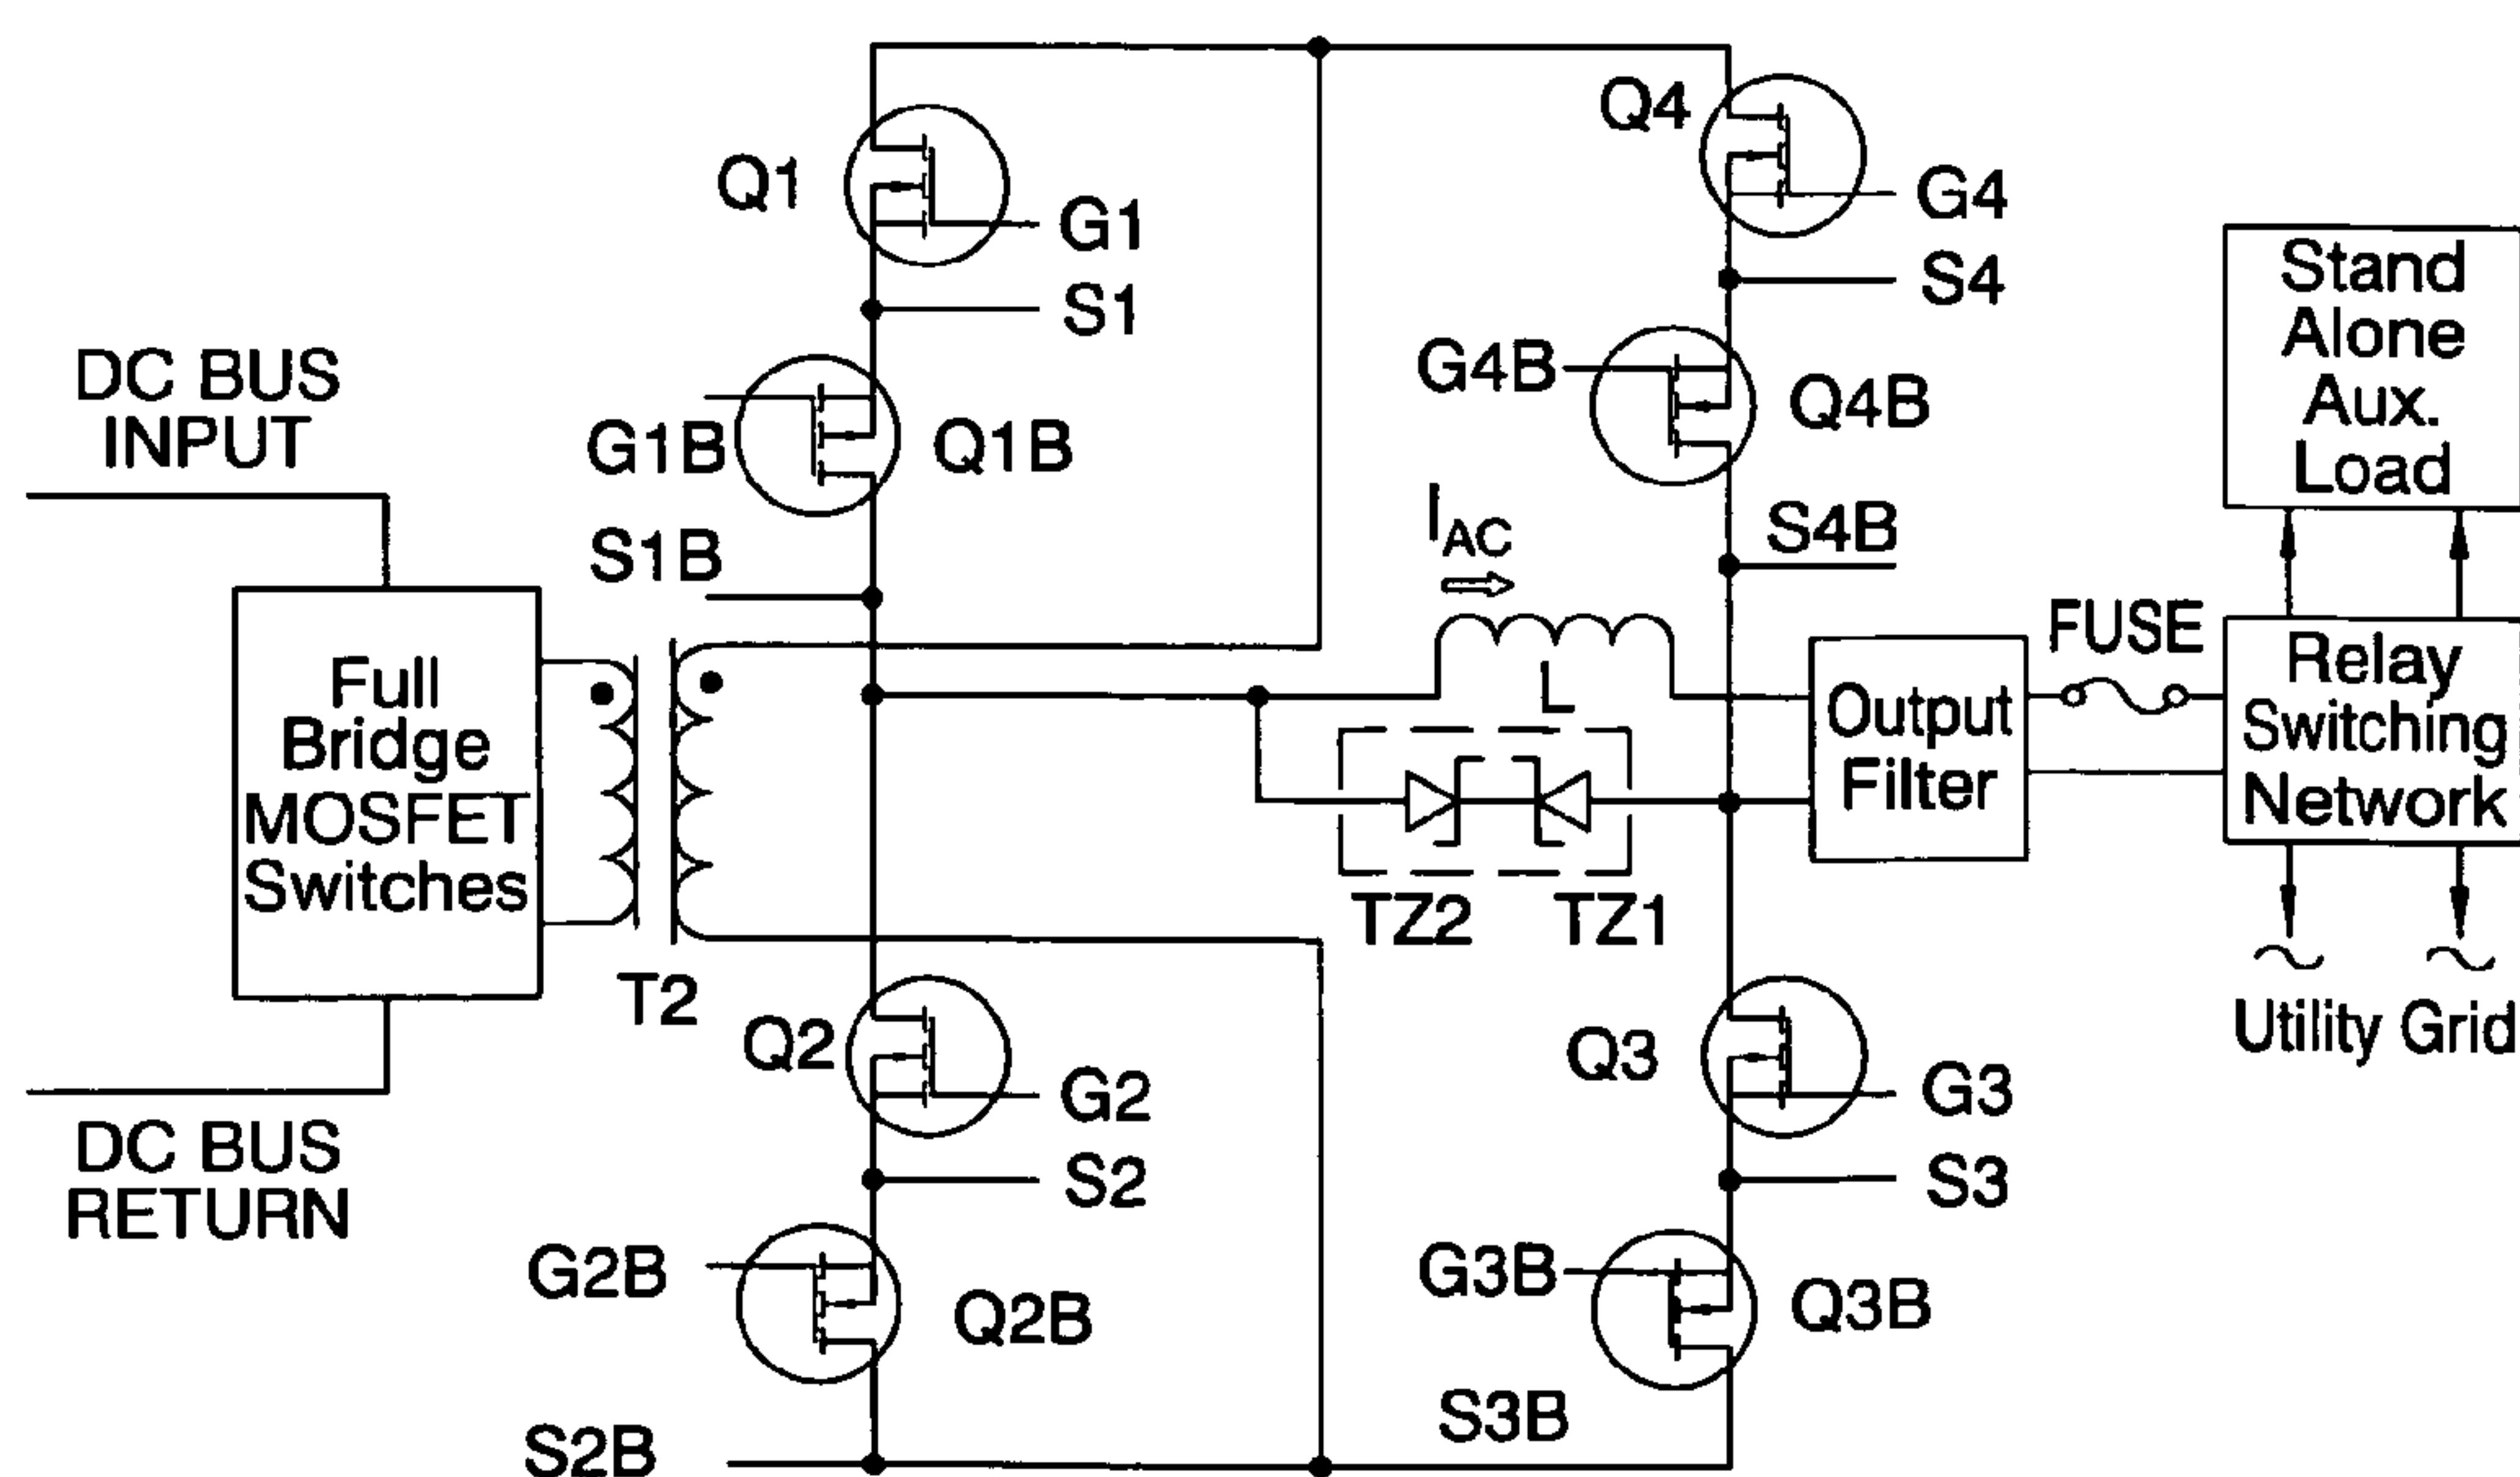 Q1
G1
S1
Q4
G4
S4
DC BUS
INPUT
G1B
Q1B
S1B
G4B
Q4B
S4B
I_AC
Stand
Alone
Aux.
Load
FUSE
Full
Bridge
MOSFET
Switches
T2
L
TZ2
TZ1
Output
Filter
Relay
Switching
Network
Utility Grid
DC BUS
RETURN
Q2
G2
S2
Q3
G3
S3
G2B
Q2B
S2B
G3B
Q3B
S3B